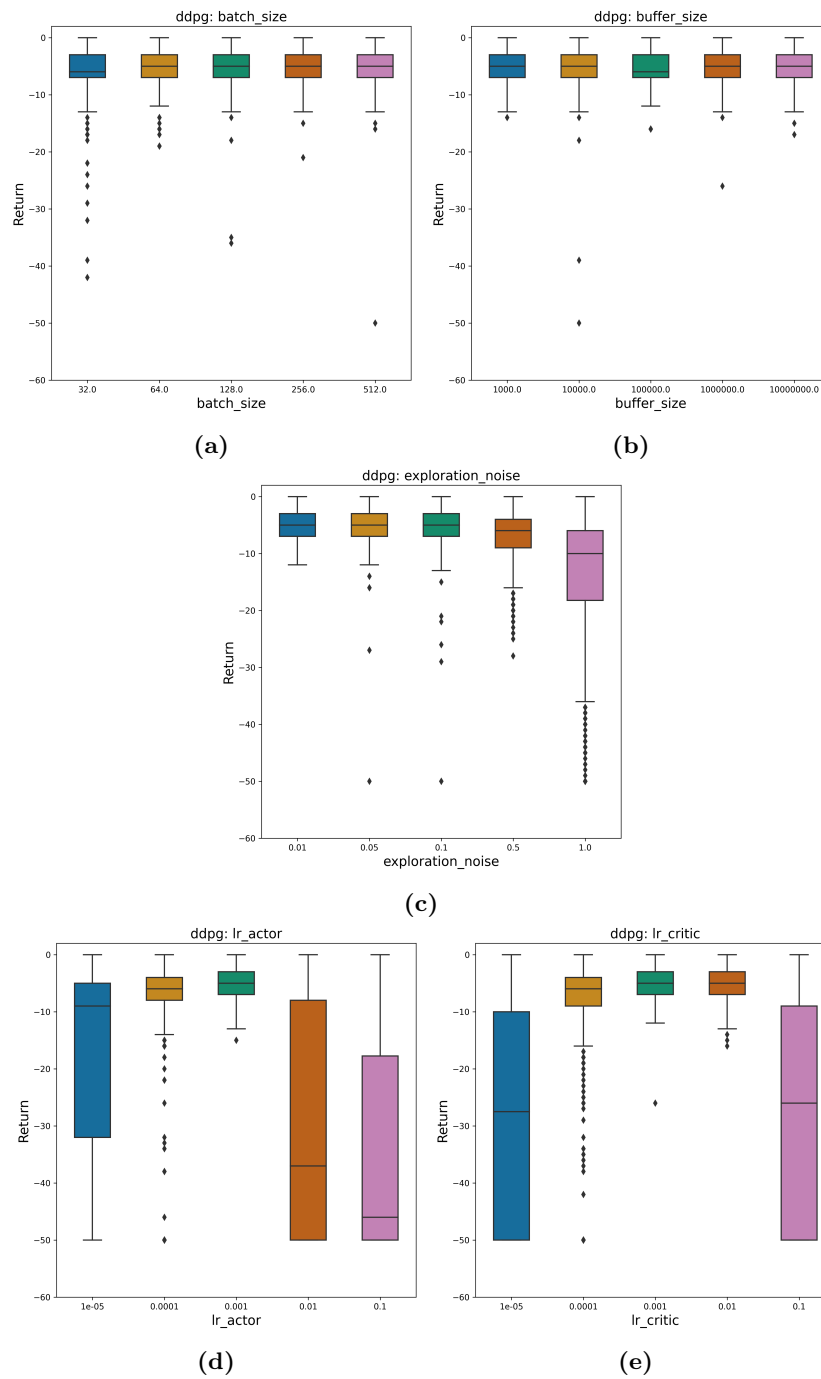 ddpg: batch_size
0
−10
−20
−30
−40
−50
−60
Return
32.0 64.0 128.0 256.0 512.0
batch_size
(a)
ddpg: buffer_size
0
−10
−20
−30
−40
−50
−60
Return
1000.0 10000.0 100000.0 1000000.0 10000000.0
buffer_size
(b)
ddpg: exploration_noise
0
−10
−20
−30
−40
−50
−60
Return
0.01 0.05 0.1 0.5 1.0
exploration_noise
(c)
ddpg: lr_actor
0
−10
−20
−30
−40
−50
−60
Return
1e-05 0.0001 0.001 0.01 0.1
lr_actor
(d)
ddpg: lr_critic
0
−10
−20
−30
−40
−50
−60
Return
1e-05 0.0001 0.001 0.01 0.1
lr_critic
(e)